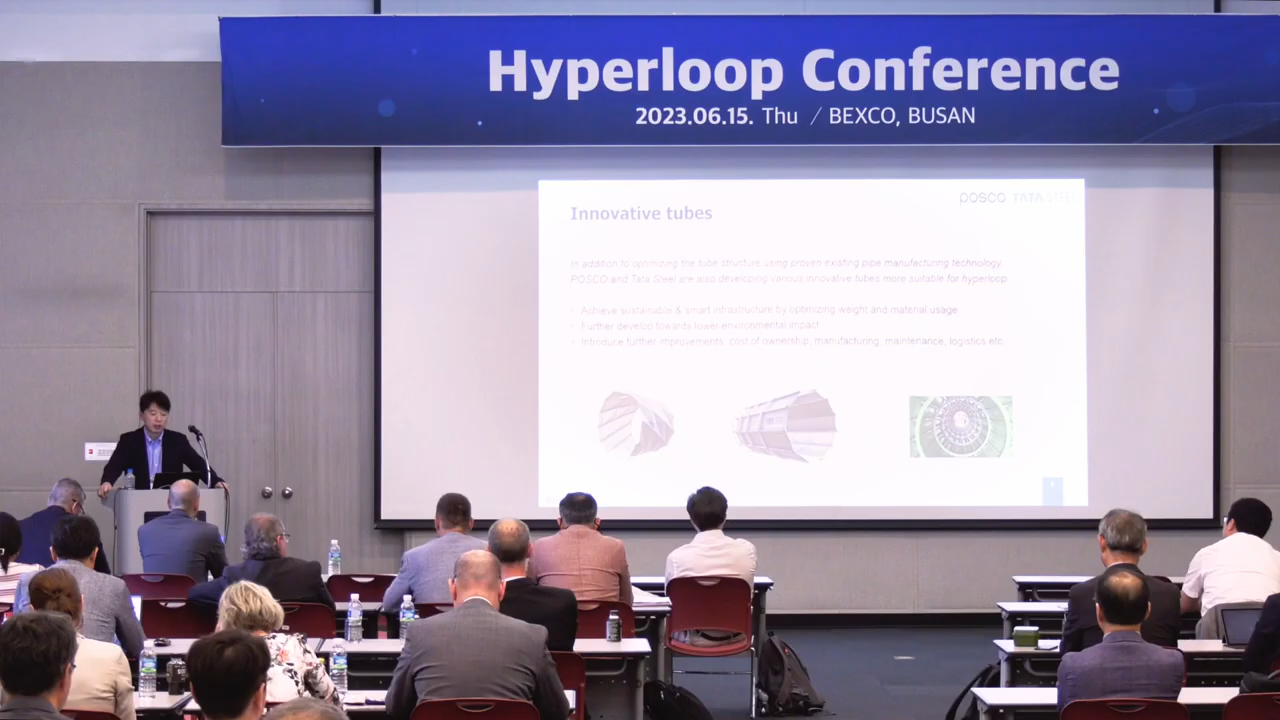 Hyperloop Conference
2023.06.15. Thu / BEXCO, BUSAN
posco TATA STEEL
Innovative tubes
In addition to optimizing the tube structure using proven existing pipe manufacturing technology,
POSCO and Tata Steel are also developing various innovative tubes more suitable for hyperloop.
Achieve sustainable & smart infrastructure by optimizing weight and material usage
Further develop towards lower environmental impact
Introduce further improvements: cost of ownership, manufacturing, maintenance, logistics etc.